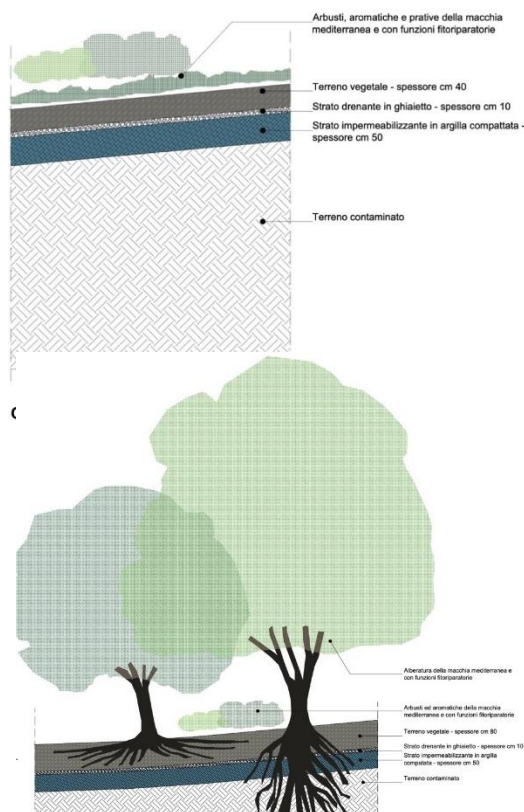 Arbusti, aromatiche e prative della macchia
mediterranea e con funzioni fitoriparatorie
Terreno vegetale - spessore cm 40
Strato drenante in ghiaietto - spessore cm 10
Strato impermeabilizzante in argilla compattata -
spessore cm 50
Terreno contaminato
Alberatura della macchia mediterranea e
con funzioni fitoriparatorie
Arbusti ed aromatiche della macchia
mediterranea e con funzioni fitoriparatorie
Terreno vegetale - spessore cm 80
Strato drenante in ghiaietto - spessore cm 10
Strato impermeabilizzante in argilla
compatata - spessore cm 50
Terreno contaminato